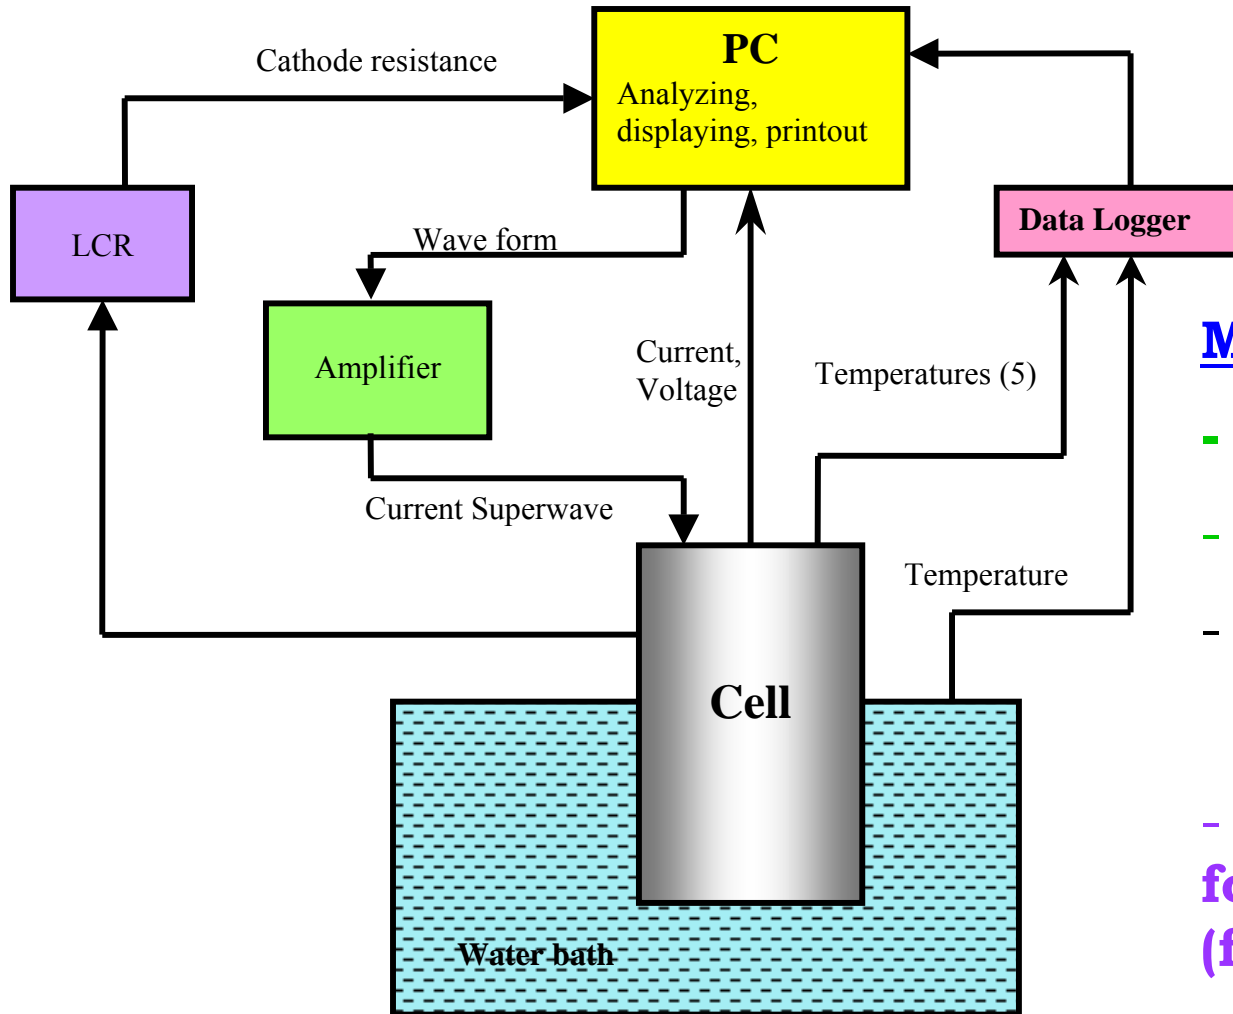 PC
Analyzing,
displaying, printout
Cathode resistance
LCR
Wave form
Data Logger
Amplifier
Current,
Voltage
Temperatures (5)
Current Superwave
Temperature
Cell
Water bath
M
-
-
-
-
fo
(f